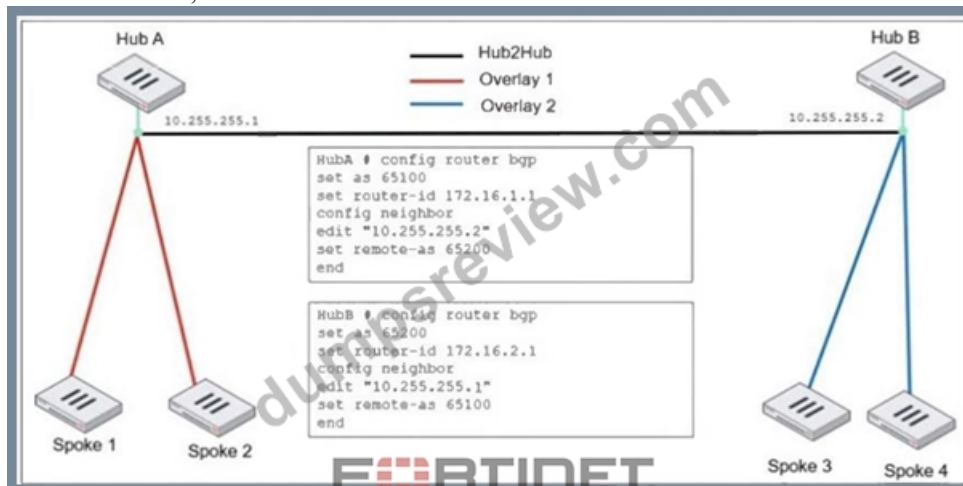 Hub A
Hub B
Hub2Hub
Overlay 1
Overlay 2
10.255.255.1
10.255.255.2
HubA # config router bgp
set as 65100
set router-id 172.16.1.1
config neighbor
edit "10.255.255.2"
set remote-as 65200
end
HubB # config router bgp
set as 65200
set router-id 172.16.2.1
config neighbor
edit "10.255.255.1"
set remote-as 65100
end
Spoke 1
Spoke 2
Spoke 3
Spoke 4
dumpsreview.com
FORTINET